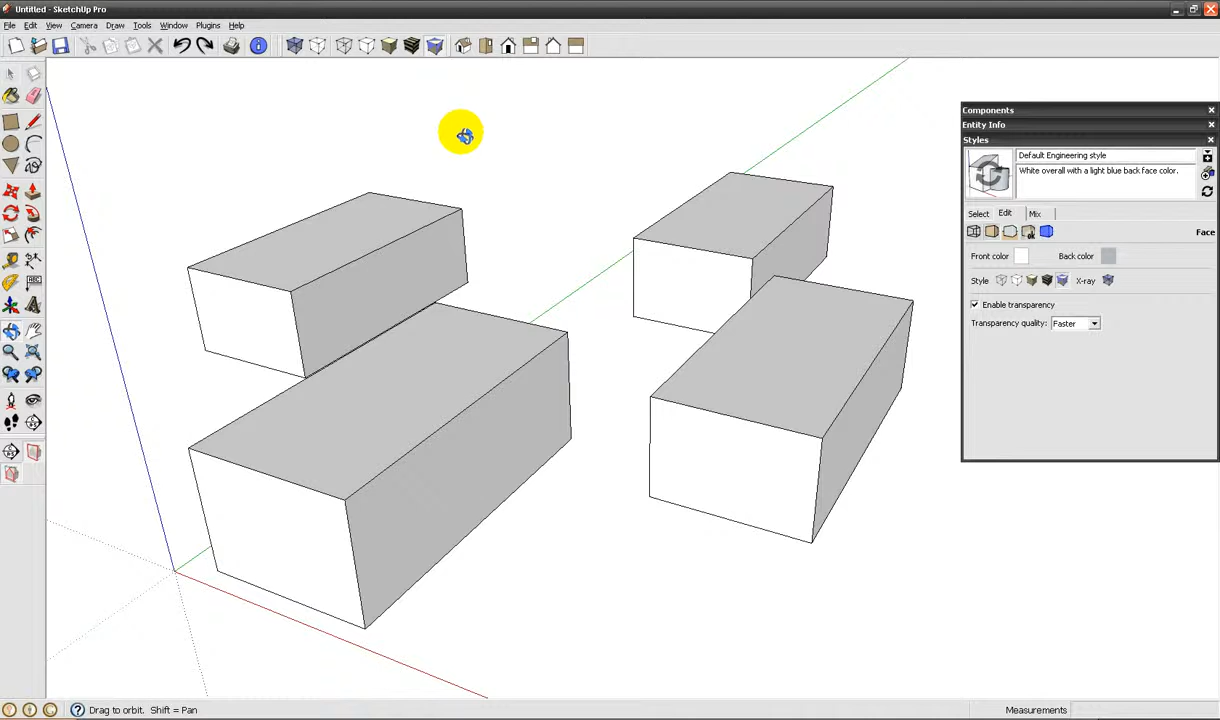 Untitled - SketchUp Pro
File Edit View Camera Draw Tools Window Plugins Help
Components
Entity Info
Styles
Default Engineering style
White overall with a light blue back face color.
Select Edit Mix
Face
Front color Back color
Style X-ray
Enable transparency
Transparency quality: Faster
Drag to orbit. Shift = Pan
Measurements